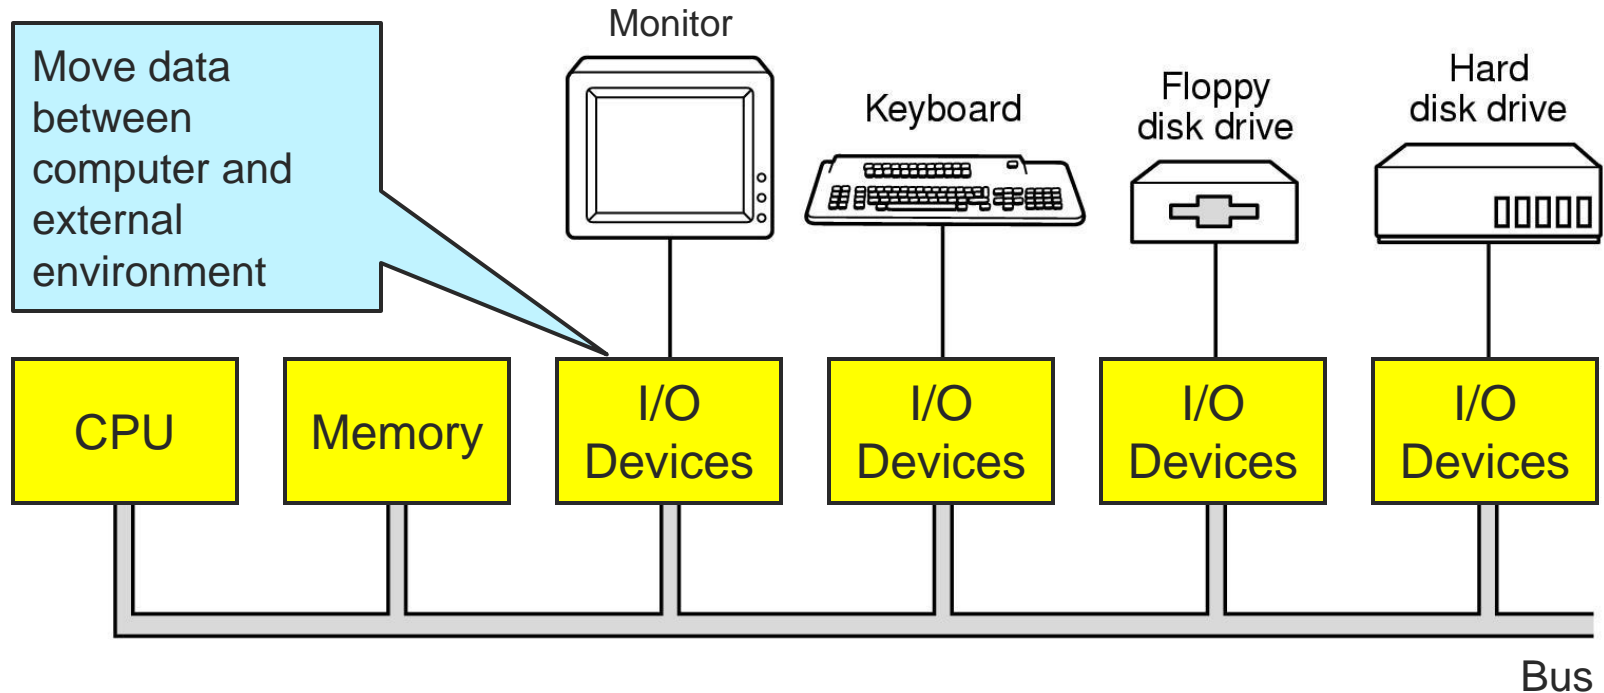 Move data
between
computer and
external
environment
Monitor
Keyboard
Floppy
disk drive
Hard
disk drive
CPU
Memory
I/O
Devices
I/O
Devices
I/O
Devices
I/O
Devices
Bus